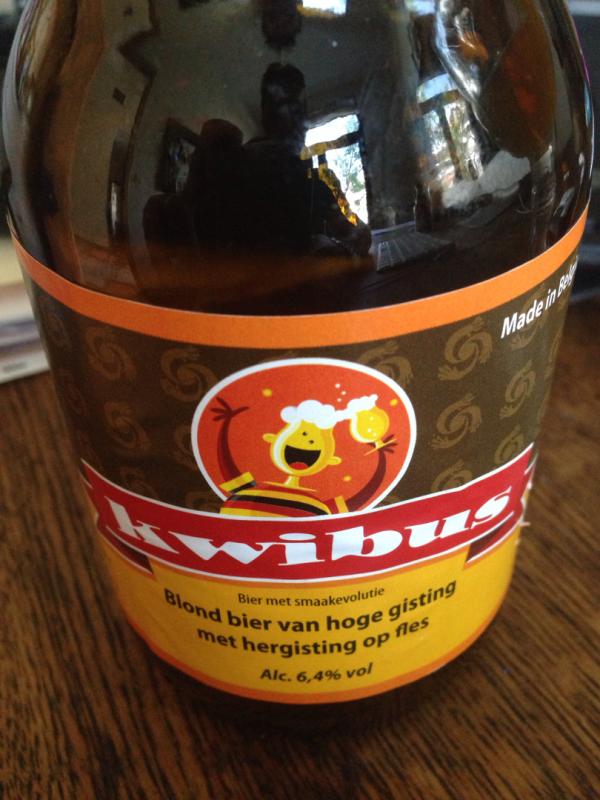 Made in
kwibus
Bier met smaakevolutie
Blond bier van hoge gisting
met hergisting op fles
Alc. 6,4% vol